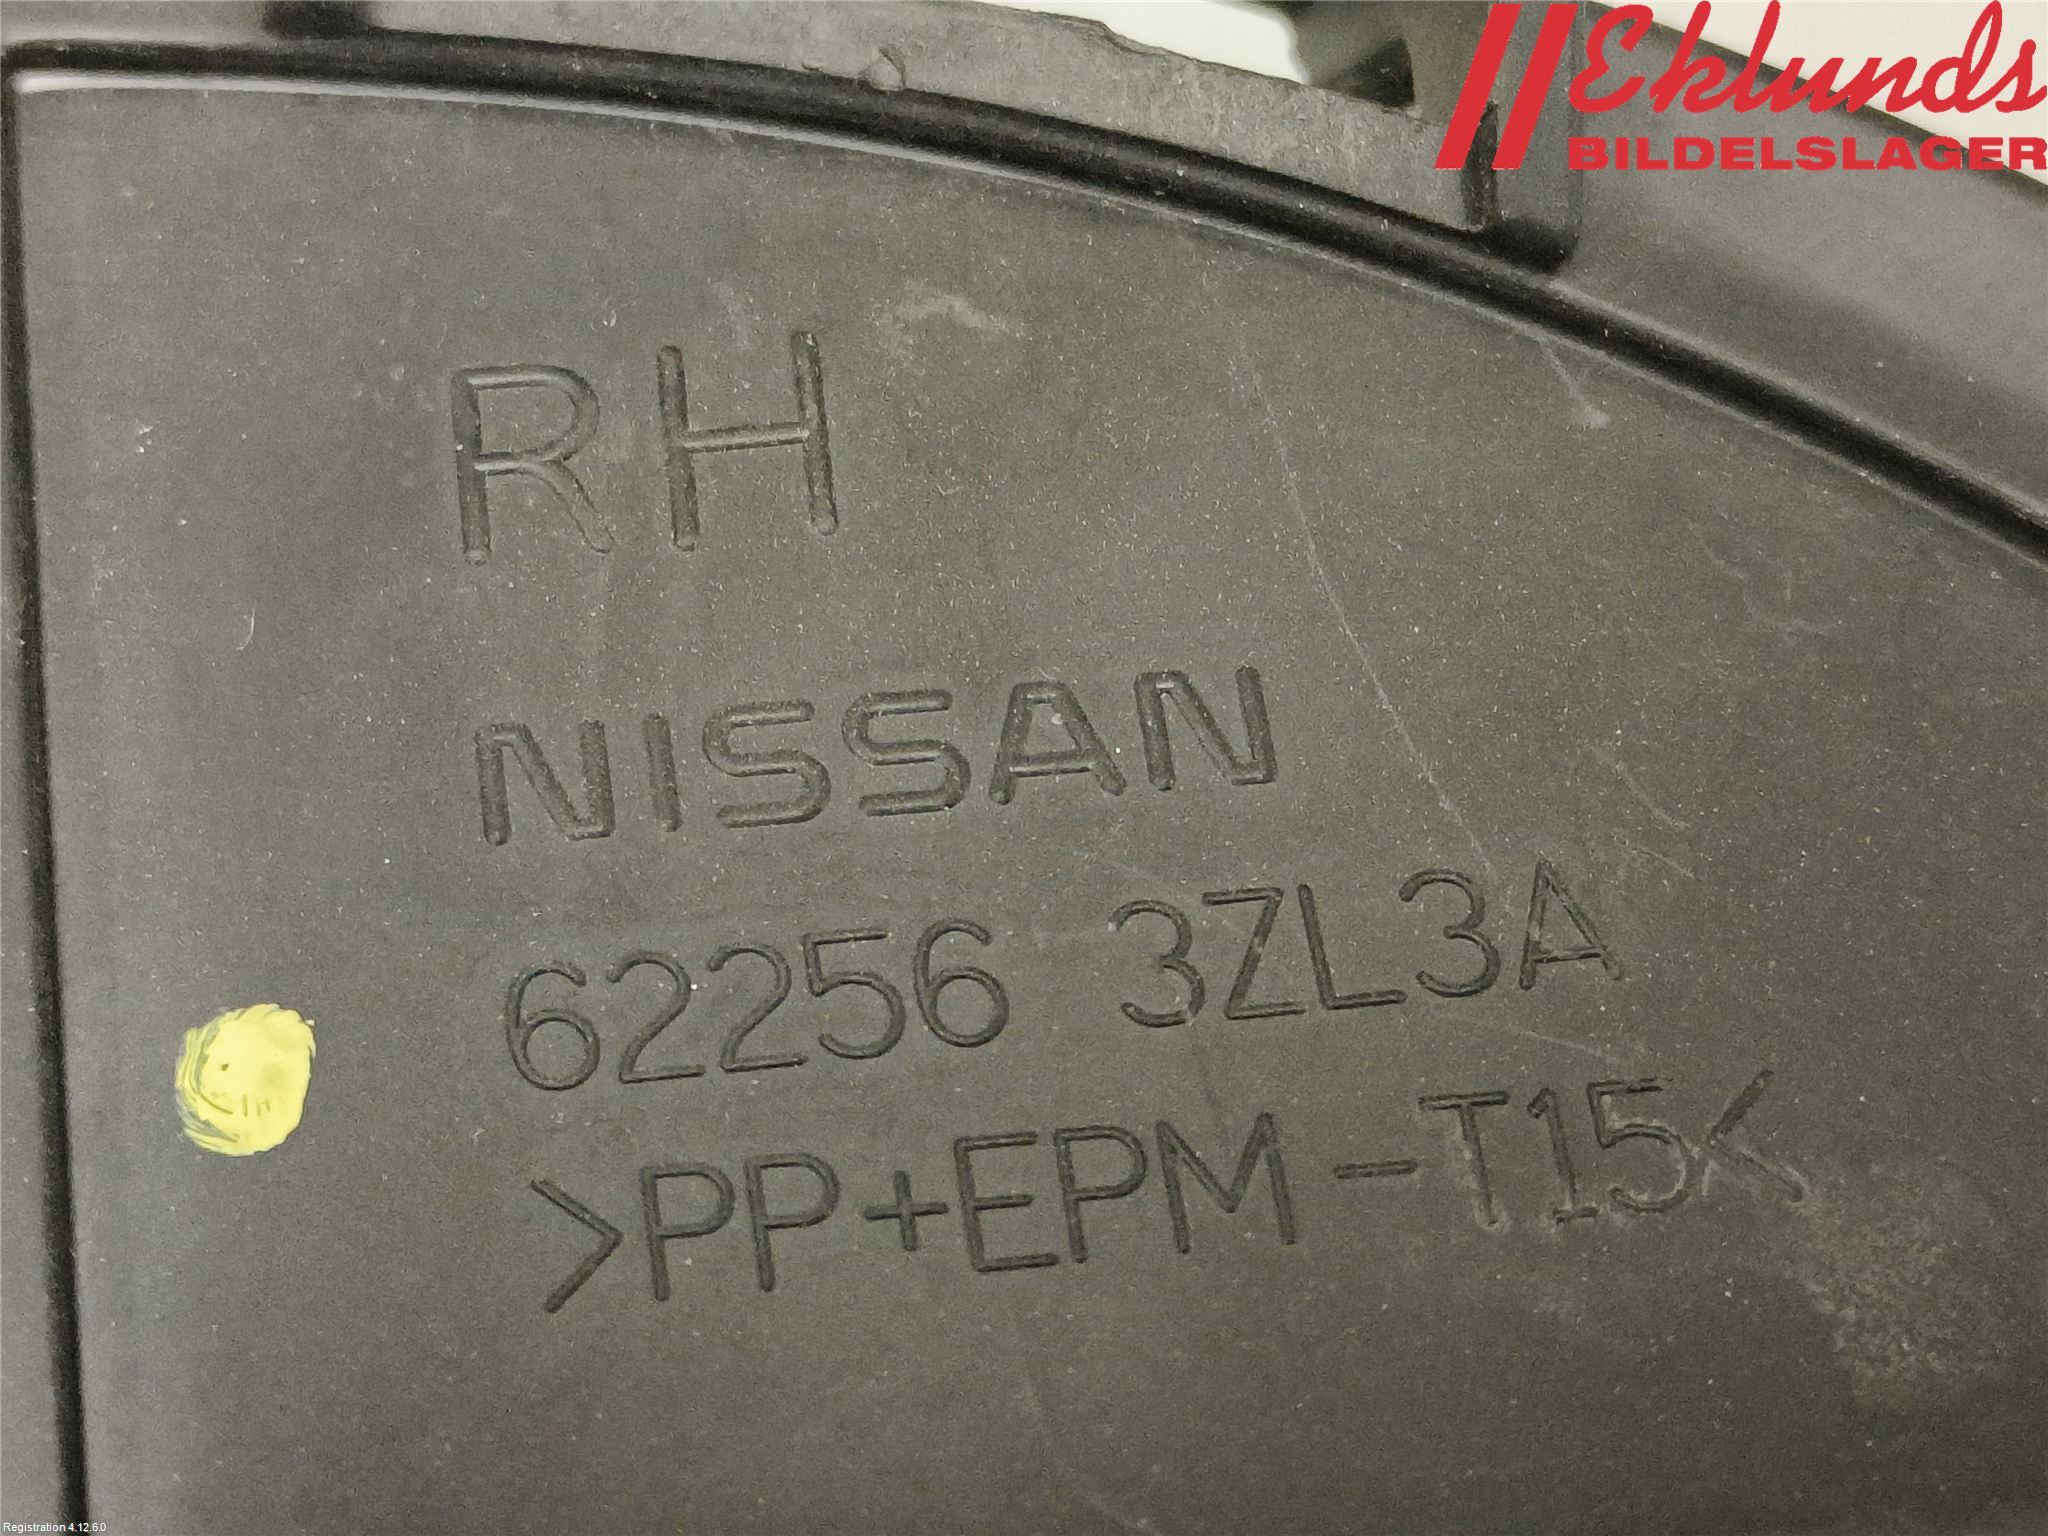 Eklunds
BILDELSLAGER
RH
NISSAN
62256 3ZL3A
>PP+EPM-T15<
Registration 4.12.6.0